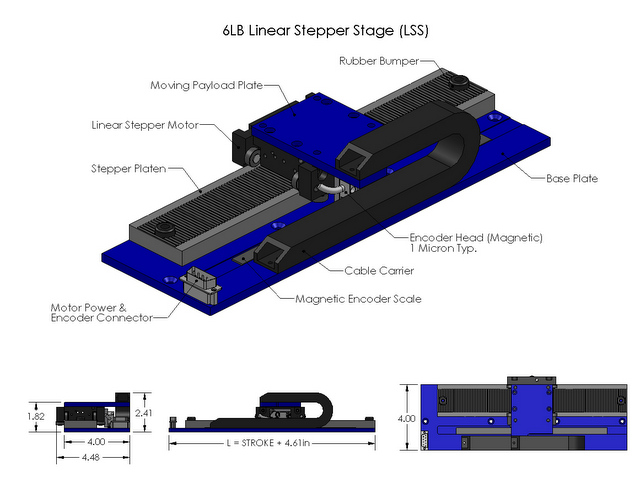 6LB Linear Stepper Stage (LSS)
Rubber Bumper
Moving Payload Plate
Linear Stepper Motor
Stepper Platen
Base Plate
Encoder Head (Magnetic)
1 Micron Typ.
Cable Carrier
Magnetic Encoder Scale
Motor Power &
Encoder Connector
1.82
2.41
4.00
4.48
L = STROKE + 4.61in
4.00